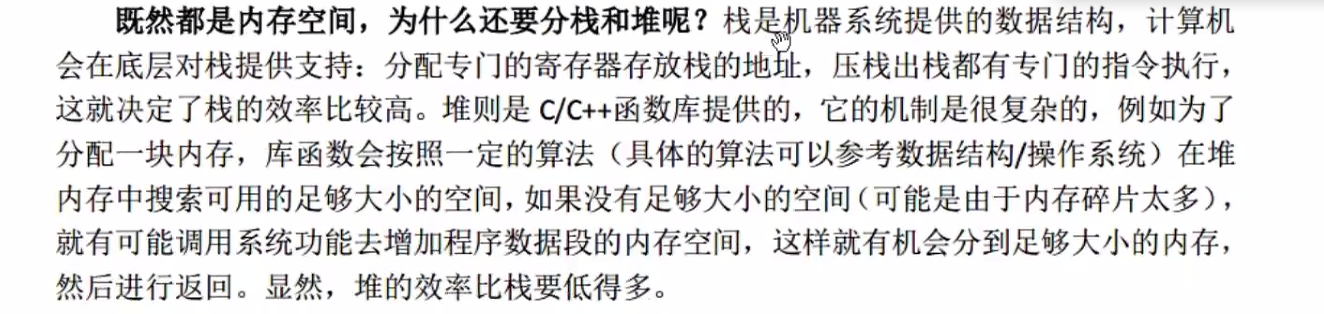 既然都是内存空间，为什么还要分栈和堆呢？栈是机器系统提供的数据结构，计算机
会在底层对栈提供支持：分配专门的寄存器存放栈的地址，压栈出栈都有专门的指令执行，
这就决定了栈的效率比较高。堆则是 C/C++函数库提供的，它的机制是很复杂的，例如为了
分配一块内存，库函数会按照一定的算法（具体的算法可以参考数据结构/操作系统）在堆
内存中搜索可用的足够大小的空间，如果没有足够大小的空间（可能是由于内存碎片太多），
就有可能调用系统功能去增加程序数据段的内存空间，这样就有机会分到足够大小的内存，
然后进行返回。显然，堆的效率比栈要低得多。